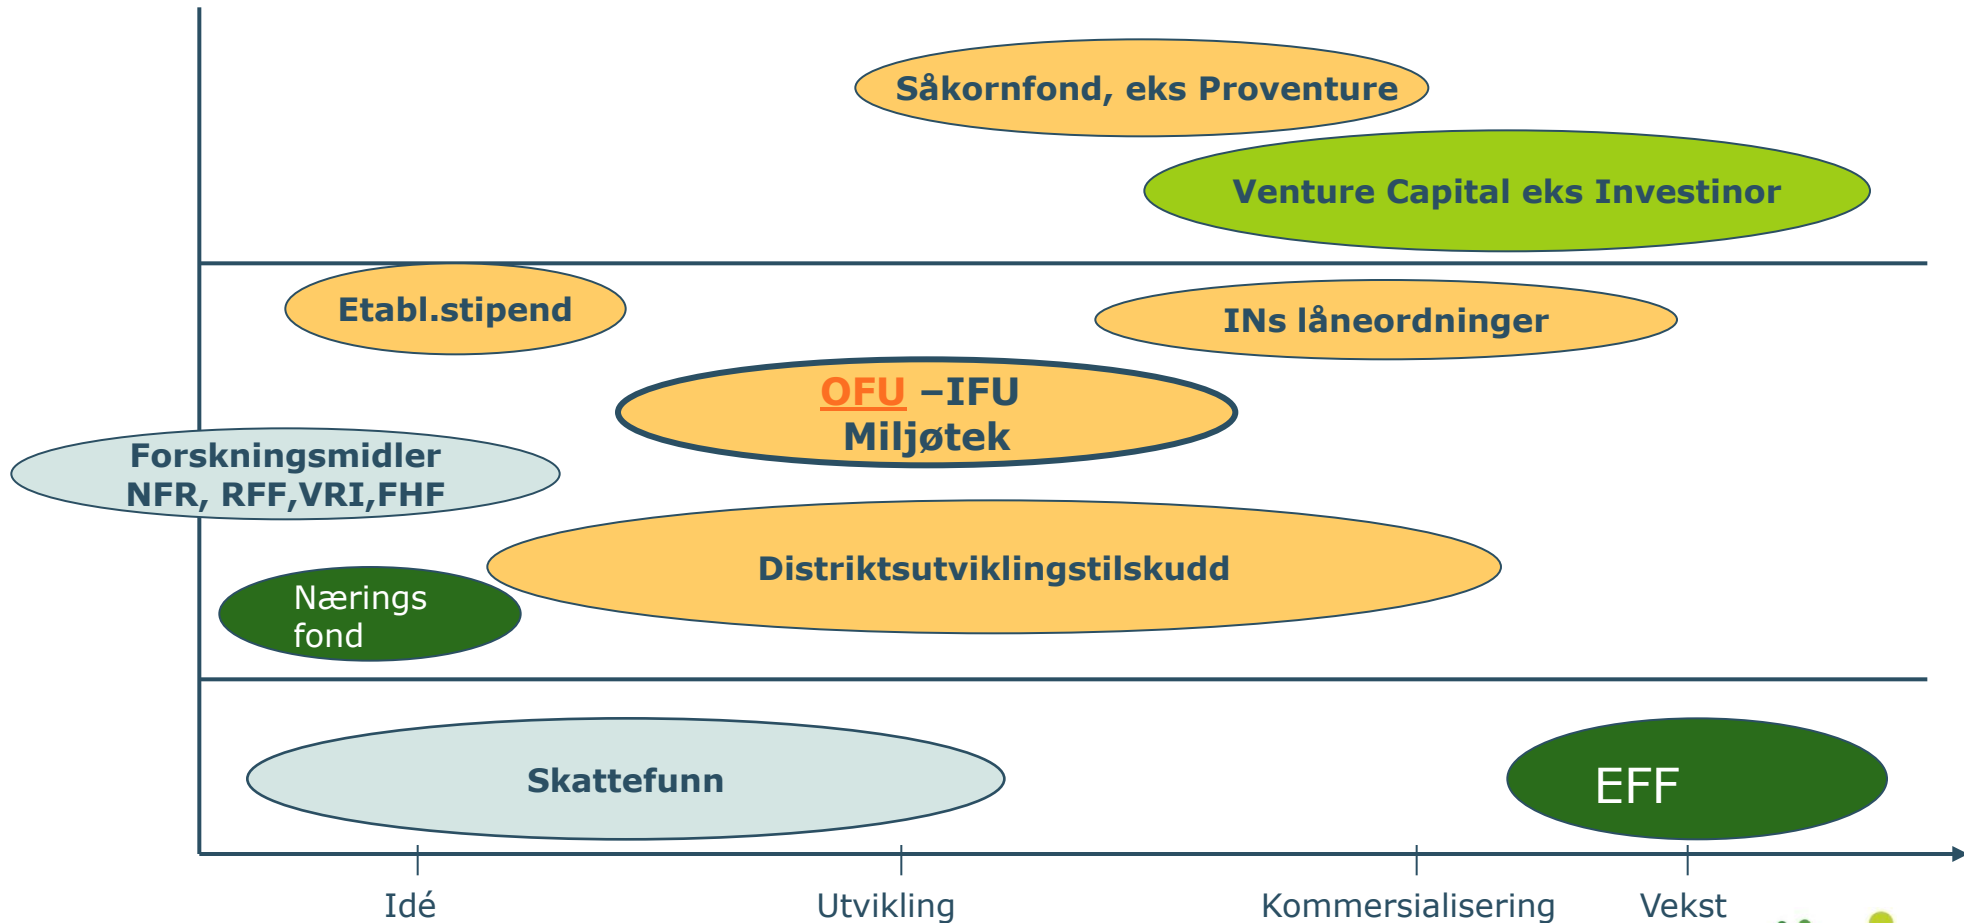 Såkornfond, eks Proventure
Venture Capital eks Investinor
Etabl.stipend
INs låneordninger
OFU –IFU
Miljøtek
Forskningsmidler
NFR, RFF,VRI,FHF
Distriktsutviklingstilskudd
Nærings
fond
Skattefunn
EFF
Idé
Utvikling
Kommersialisering
Vekst